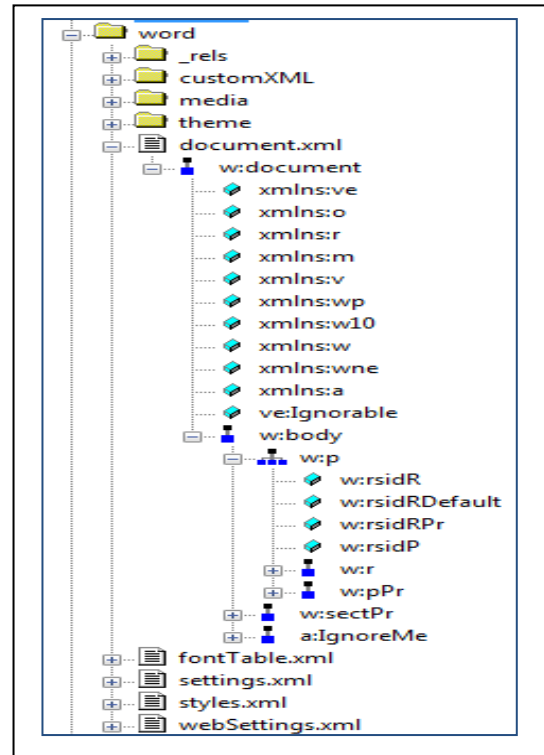 word
_rels
customXML
media
theme
document.xml
w:document
xmlns:ve
xmlns:o
xmlns:r
xmlns:m
xmlns:v
xmlns:wp
xmlns:w10
xmlns:w
xmlns:wne
xmlns:a
ve:Ignorable
w:body
w:p
w:rsidR
w:rsidRDefault
w:rsidRPr
w:rsidP
w:r
w:pPr
w:sectPr
a:IgnoreMe
fontTable.xml
settings.xml
styles.xml
webSettings.xml